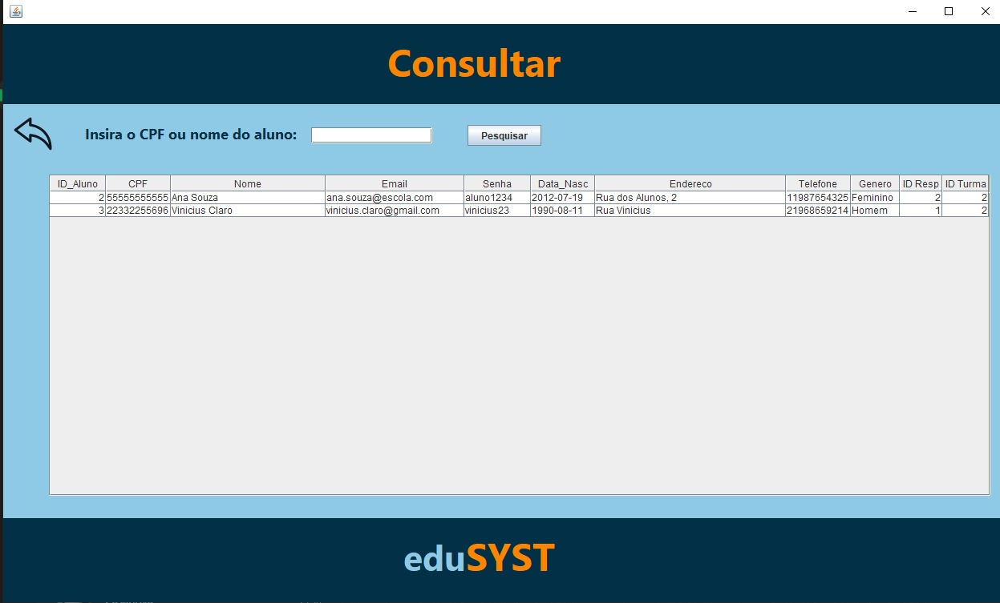 Consultar
Insira o CPF ou nome do aluno: Pesquisar
ID_Aluno CPF Nome Email Senha Data_Nasc Endereco Telefone Genero ID Resp ID Turma
2 55555555555 Ana Souza ana.souza@escola.com aluno1234 2012-07-19 Rua dos Alunos, 2 11987654325 Feminino 2 2
3 22332255696 Vinicius Claro vinicius.claro@gmail.com vinicius23 1990-08-11 Rua Vinicius 21968659214 Homem 1 2
eduSYST